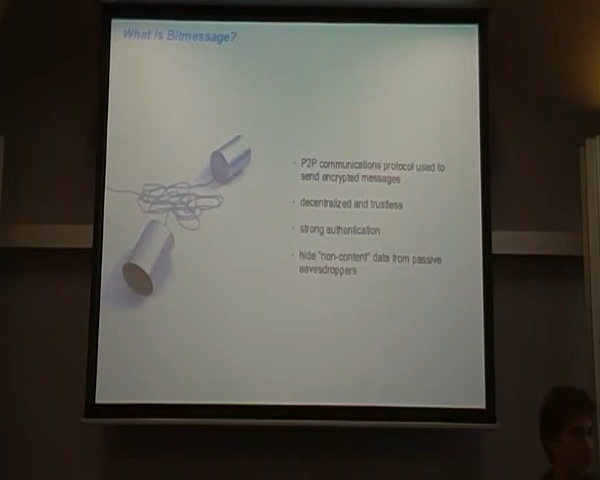 What is Bitmessage?
· P2P communications protocol used to
send encrypted messages
· decentralized and trustless
· strong authentication
· hide "non-content" data from passive
eavesdroppers